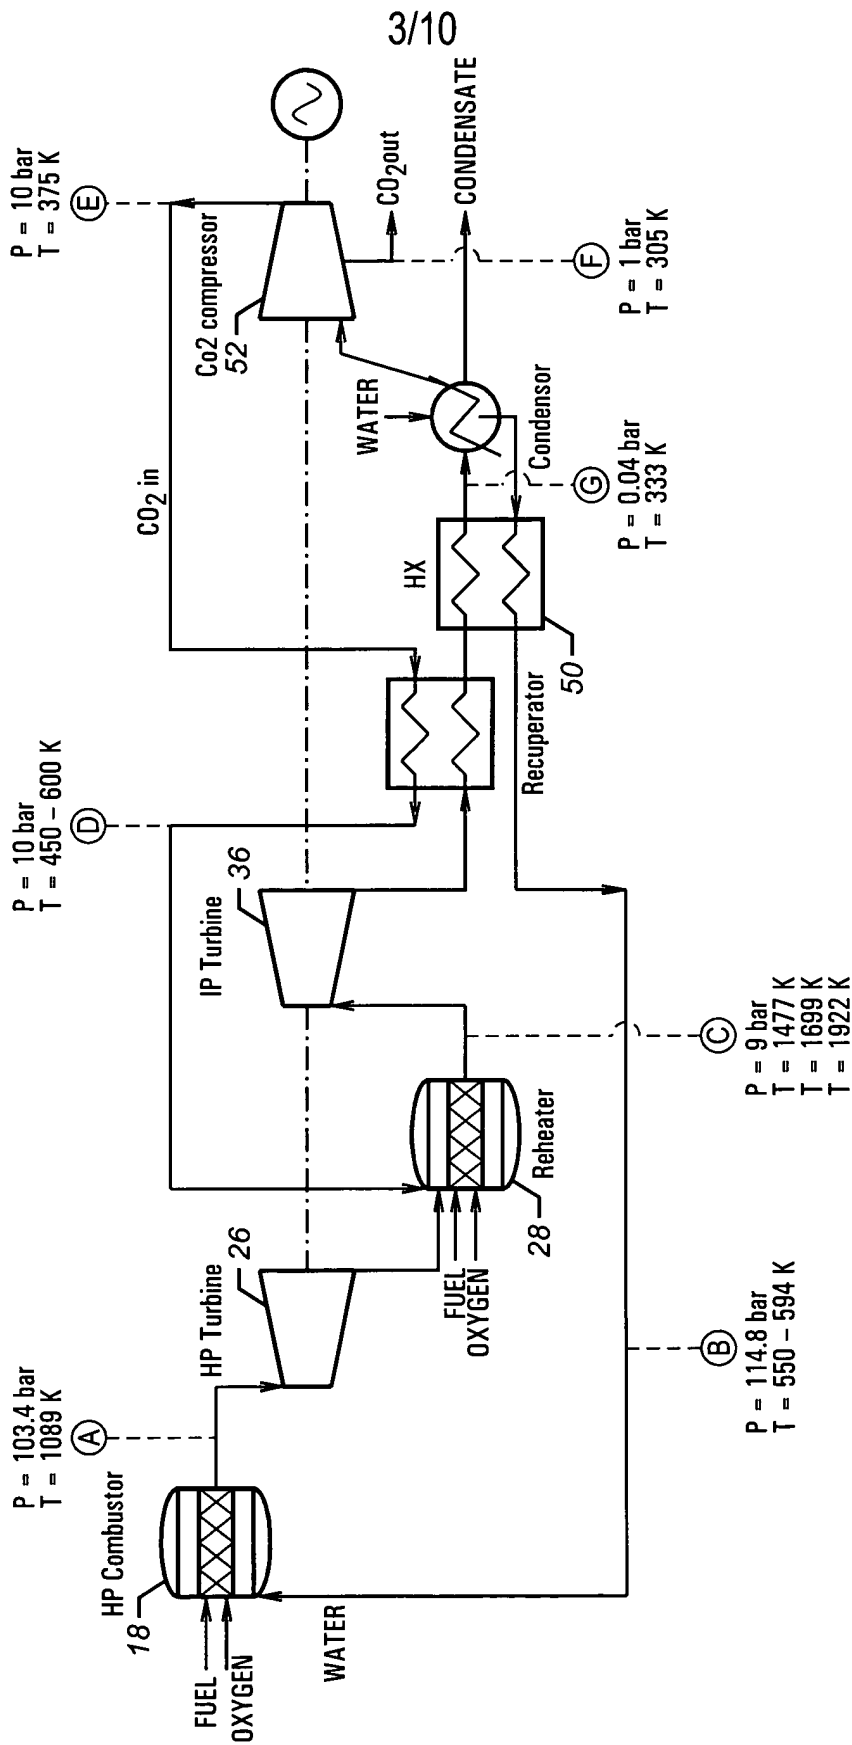 3/10
P = 103.4 bar
T = 1089 K
A
HP Combustor
18
FUEL
OXYGEN
WATER
HP Turbine
26
FUEL
OXYGEN
Reheater
28
P = 114.8 bar
T = 550 – 594 K
B
P = 9 bar
T = 1477 K
T = 1699 K
T = 1922 K
C
IP Turbine
36
P = 10 bar
T = 450 – 600 K
D
Recuperator
50
HX
CO2 in
P = 0.04 bar
T = 333 K
G
Condensor
WATER
Co2 compressor
52
P = 10 bar
T = 375 K
E
CO2out
CONDENSATE
F
P = 1 bar
T = 305 K